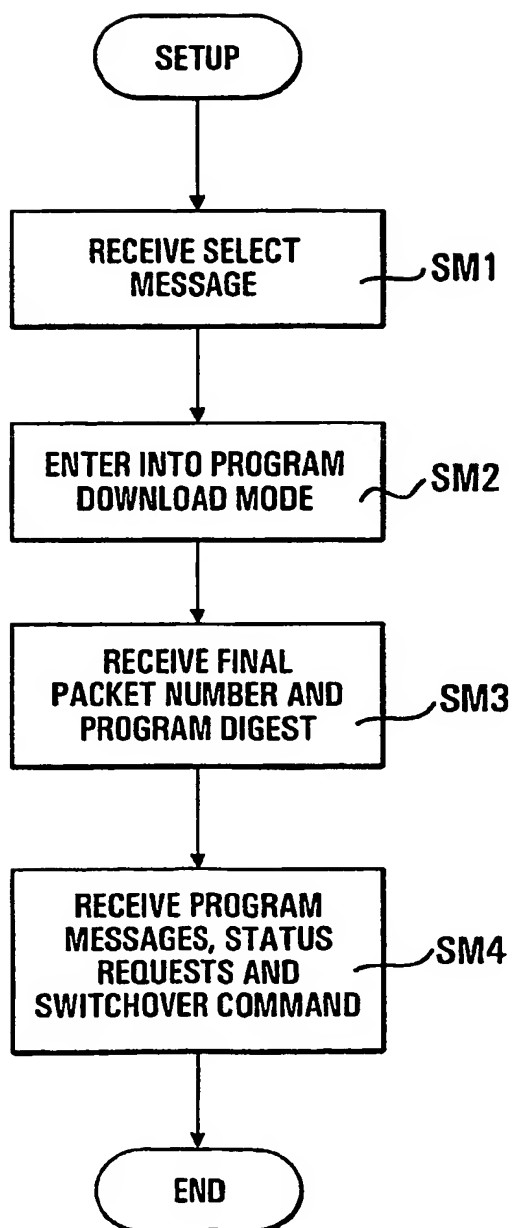 SETUP
RECEIVE SELECT
MESSAGE
SM1
ENTER INTO PROGRAM
DOWNLOAD MODE
SM2
RECEIVE FINAL
PACKET NUMBER AND
PROGRAM DIGEST
SM3
RECEIVE PROGRAM
MESSAGES, STATUS
REQUESTS AND
SWITCHOVER COMMAND
SM4
END